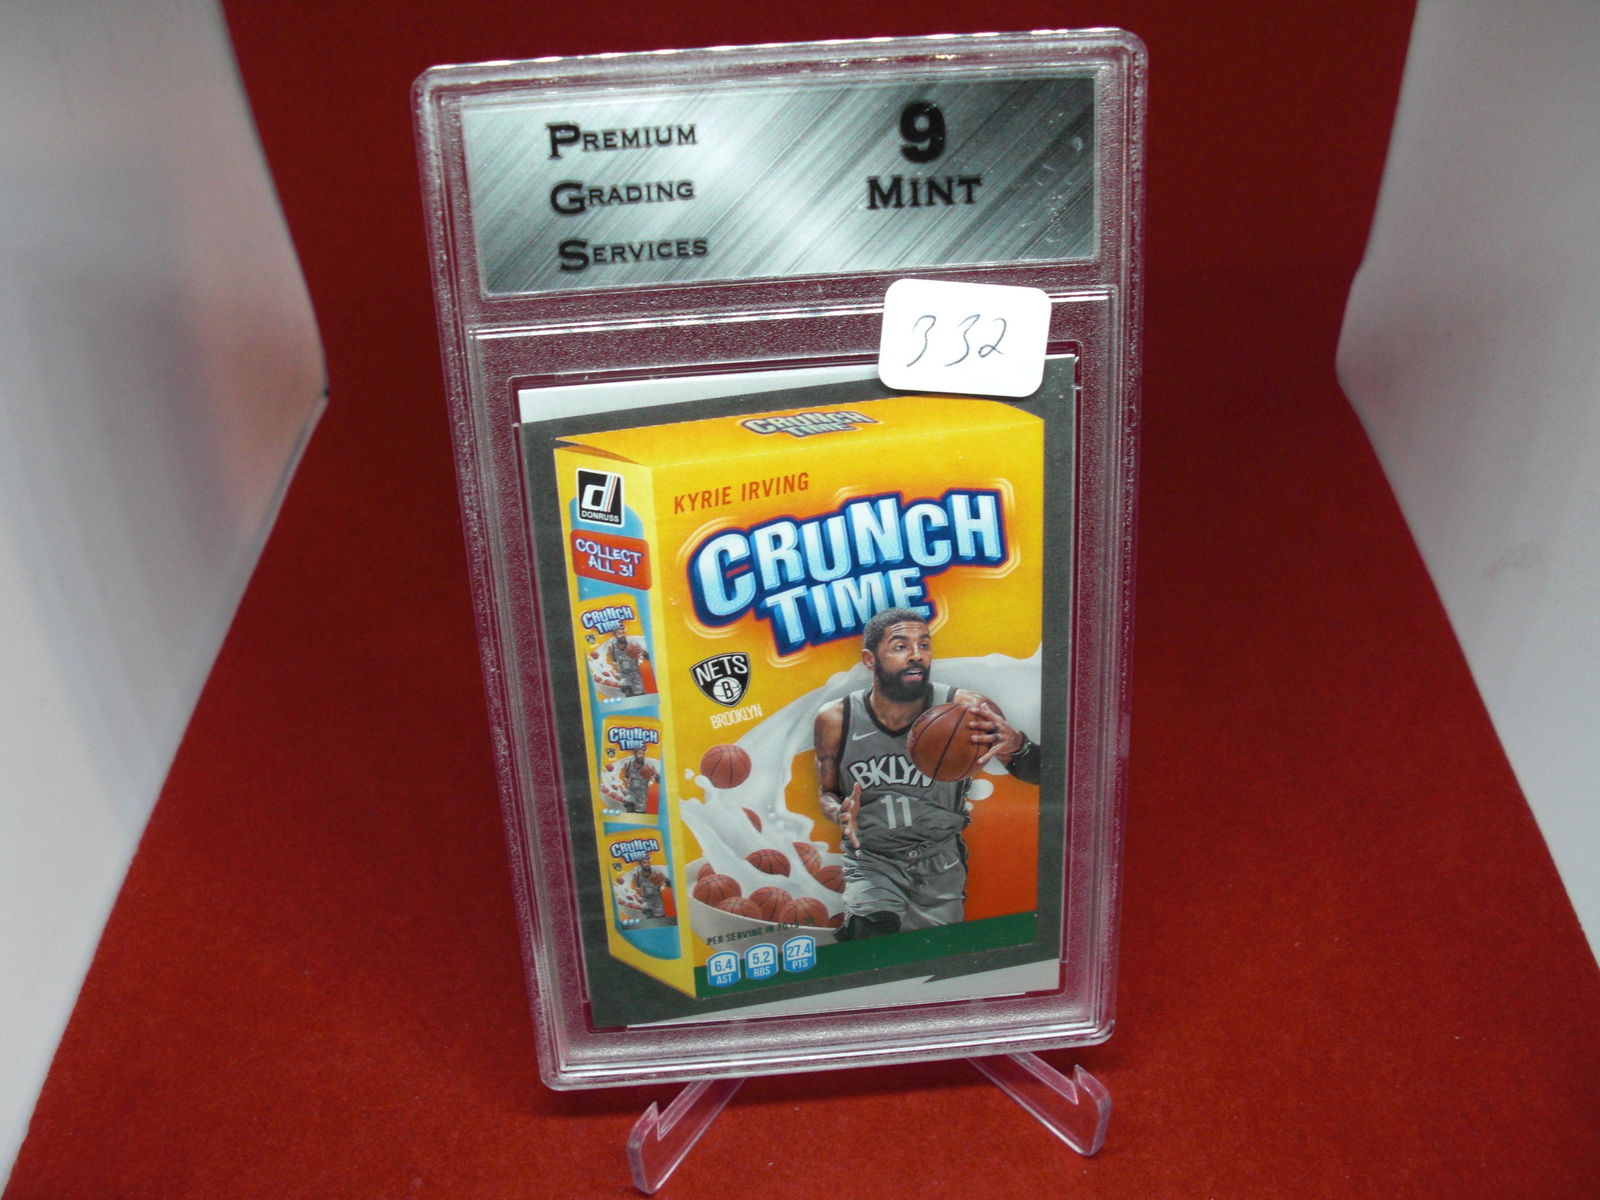 PREMIUM
GRADING
SERVICES
9
MINT
332
CRUNCH
TIME
DONRUSS
COLLECT
ALL 3!
KYRIE IRVING
CRUNCH
TIME
CRUNCH
TIME
CRUNCH
TIME
CRUNCH
TIME
NETS
B
BROOKLYN
BKLYN
11
PER SERVING IN
6.4
AST
5.2
RBS
27.4
PTS